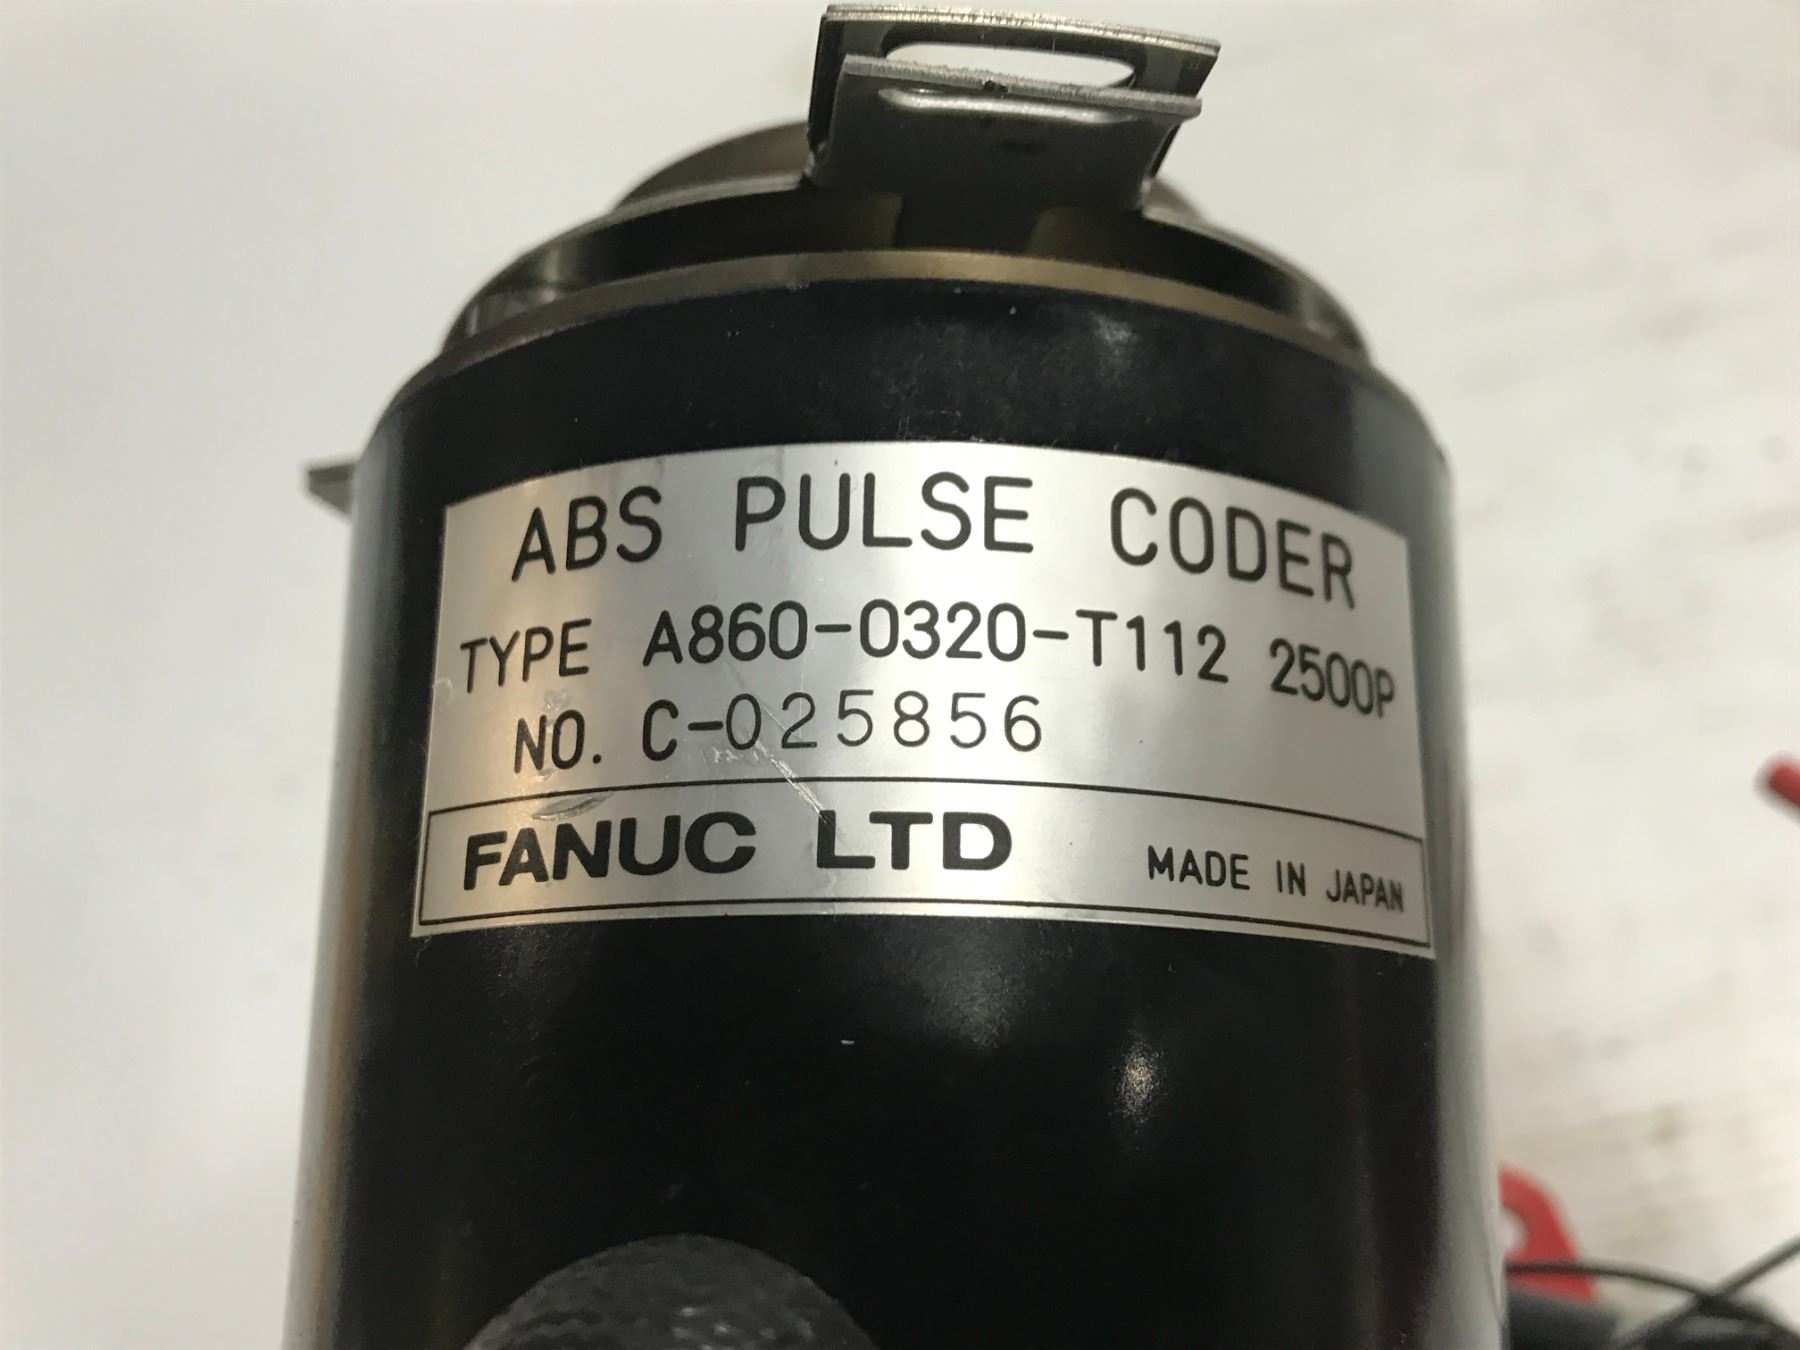 ABS PULSE CODER
TYPE A860-0320-T112 2500P
NO. C-025856
FANUC LTD MADE IN JAPAN